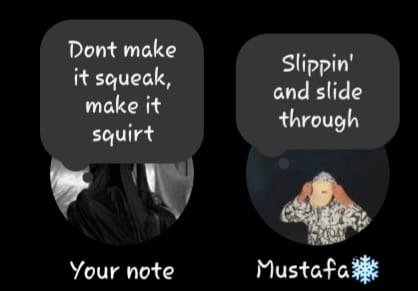 Dont make
it squeak,
make it
squirt
Slippin'
and slide
through
Your note
Mustafa❄️